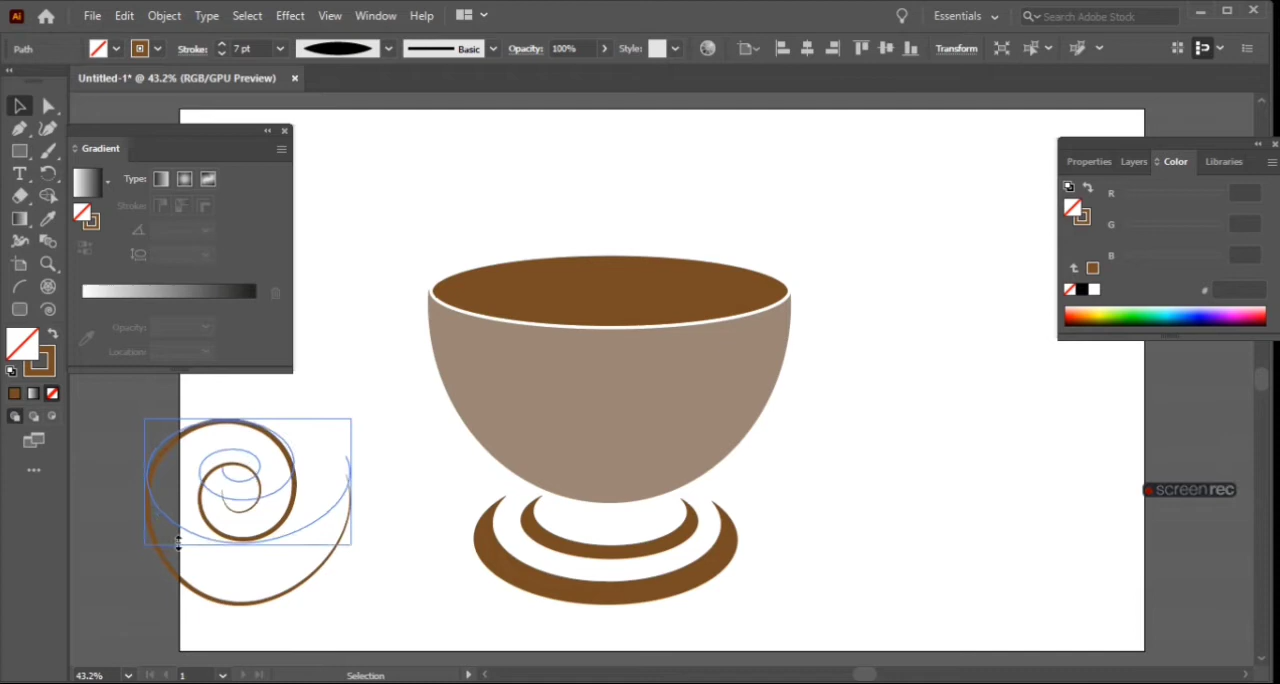 Ai File Edit Object Type Select Effect View Window Help Essentials Search Adobe Stock
Path Stroke: 7 pt Basic Opacity: 100% Style: Transform
Untitled-1* @ 43.2% (RGB/GPU Preview) ×
Gradient
Type:
Stroke:
Opacity:
Location:
Properties Layers Color Libraries
R
G
B
#
screenrec
43.2% 1 Selection